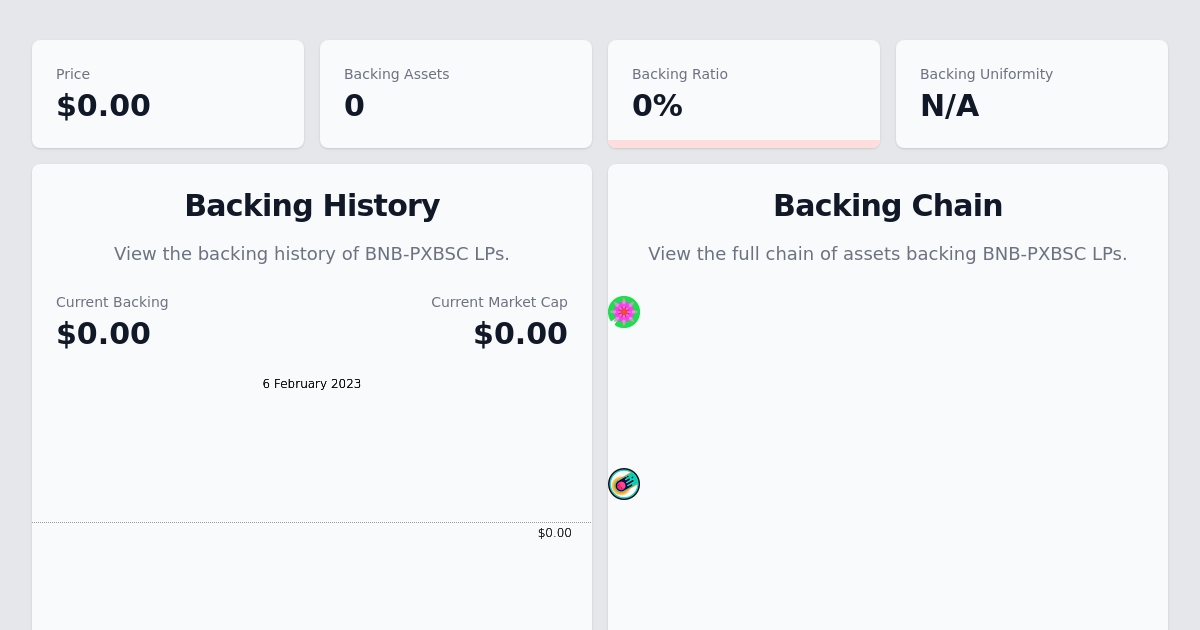 Price
$0.00
Backing Assets
0
Backing Ratio
0%
Backing Uniformity
N/A
Backing History
View the backing history of BNB-PXBSC LPs.
Current Backing
$0.00
Current Market Cap
$0.00
6 February 2023
$0.00
Backing Chain
View the full chain of assets backing BNB-PXBSC LPs.